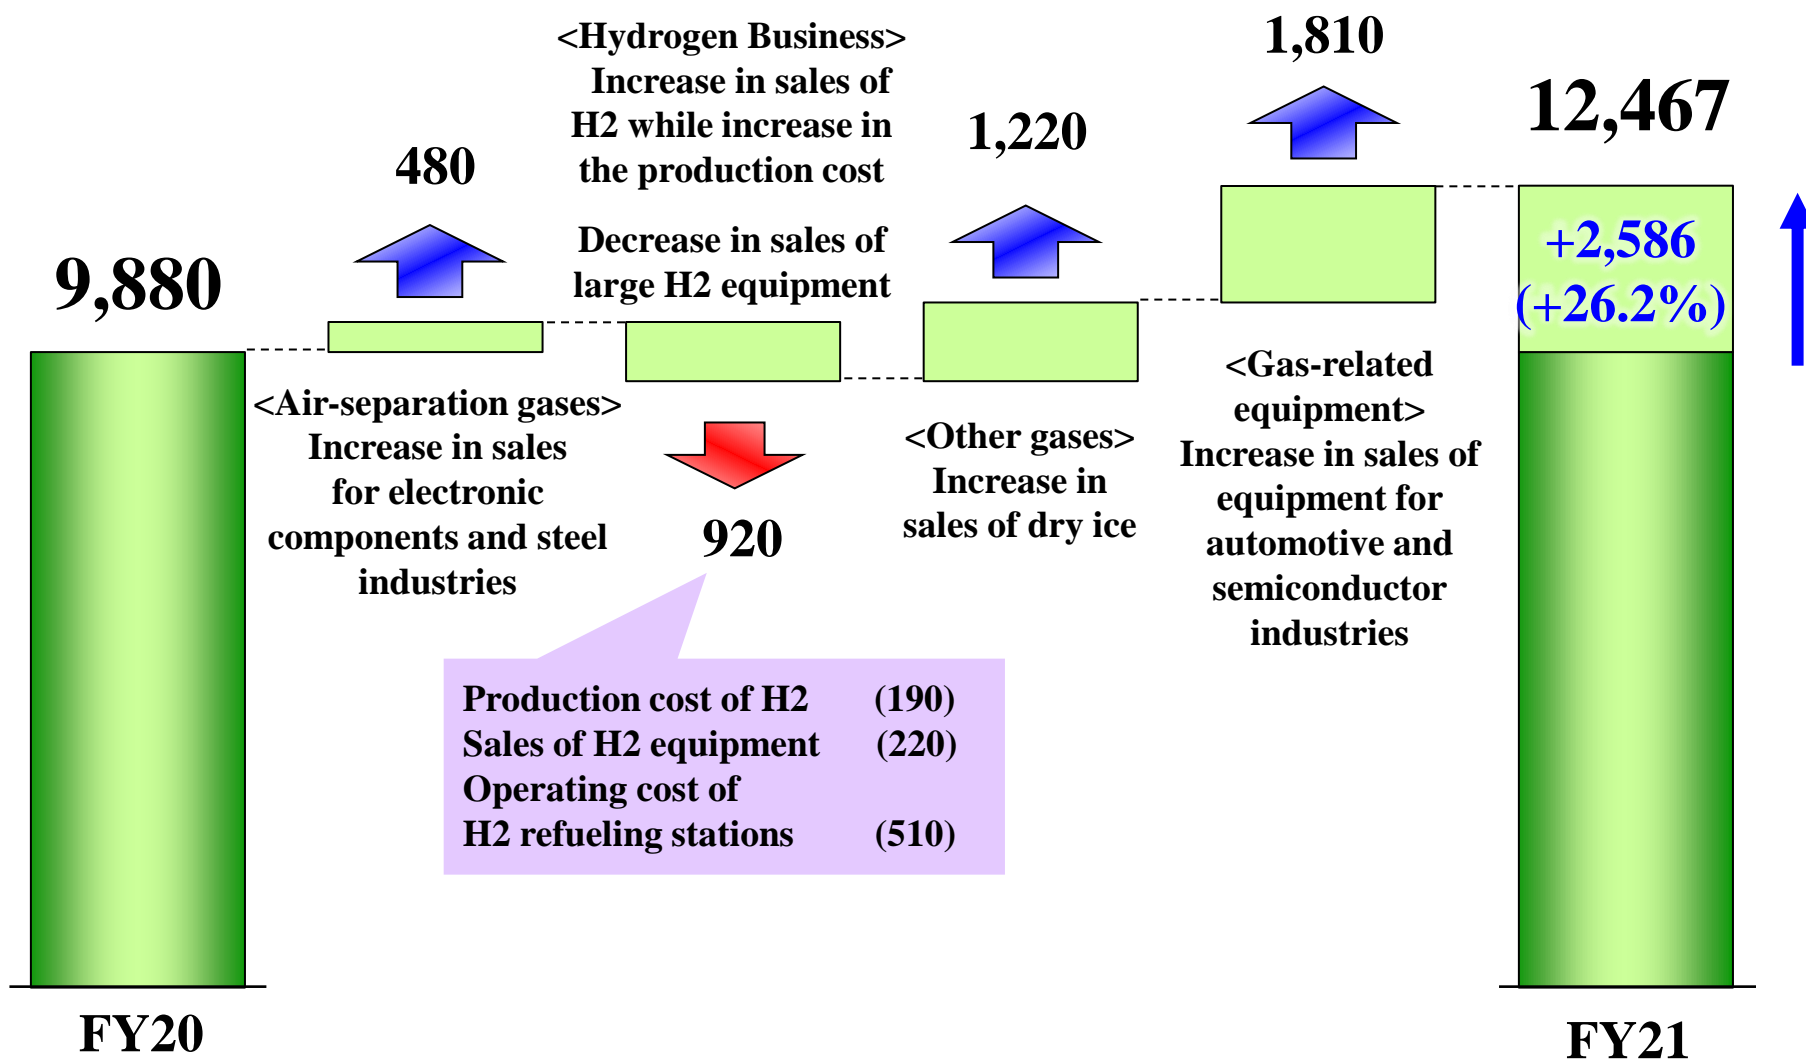 9,880
FY20
480
<Air-separation gases>
Increase in sales
for electronic
components and steel
industries
<Hydrogen Business>
Increase in sales of
H2 while increase in
the production cost
Decrease in sales of
large H2 equipment
920
Production cost of H2 (190)
Sales of H2 equipment (220)
Operating cost of
H2 refueling stations (510)
1,220
<Other gases>
Increase in
sales of dry ice
1,810
<Gas-related
equipment>
Increase in sales of
equipment for
automotive and
semiconductor
industries
12,467
+2,586
(+26.2%)
FY21